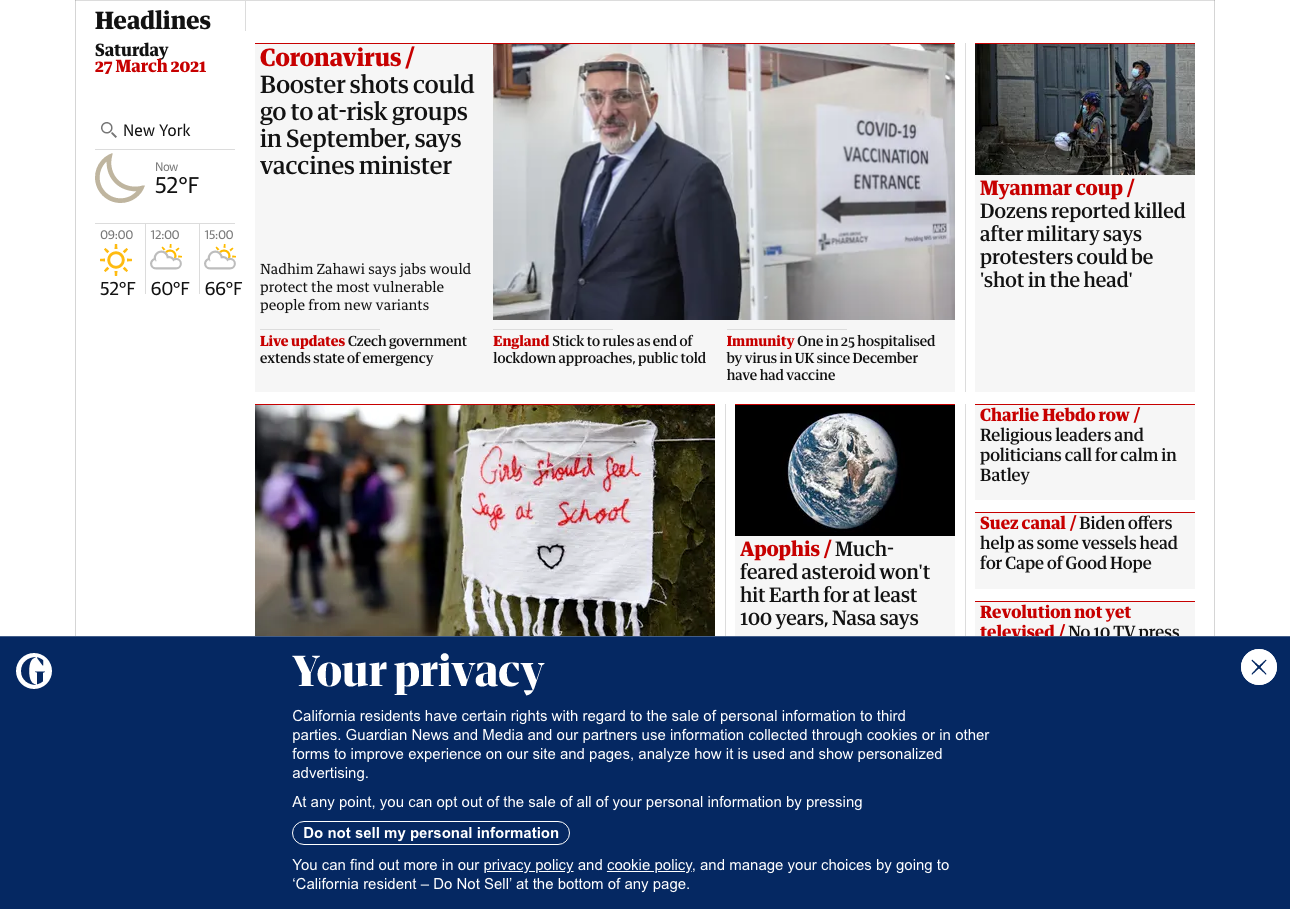 Headlines
Saturday
27 March 2021
New York
Now
52°F
09:00
12:00
15:00
52°F
60°F
66°F
Coronavirus /
Booster shots could
go to at-risk groups
in September, says
vaccines minister
Nadhim Zahawi says jabs would
protect the most vulnerable
people from new variants
COVID-19
VACCINATION
ENTRANCE
PHARMACY
NHS
Live updates Czech government
extends state of emergency
England Stick to rules as end of
lockdown approaches, public told
Immunity One in 25 hospitalised
by virus in UK since December
have had vaccine
Myanmar coup /
Dozens reported killed
after military says
protesters could be
'shot in the head'
Girls should feel
Safe at School
Apophis / Much-
feared asteroid won't
hit Earth for at least
100 years, Nasa says
Charlie Hebdo row /
Religious leaders and
politicians call for calm in
Batley
Suez canal / Biden offers
help as some vessels head
for Cape of Good Hope
Revolution not yet
televised / No 10 TV press
G
Your privacy
California residents have certain rights with regard to the sale of personal information to third
parties. Guardian News and Media and our partners use information collected through cookies or in other
forms to improve experience on our site and pages, analyze how it is used and show personalized
advertising.
At any point, you can opt out of the sale of all of your personal information by pressing
Do not sell my personal information
You can find out more in our privacy policy and cookie policy, and manage your choices by going to
‘California resident – Do Not Sell’ at the bottom of any page.